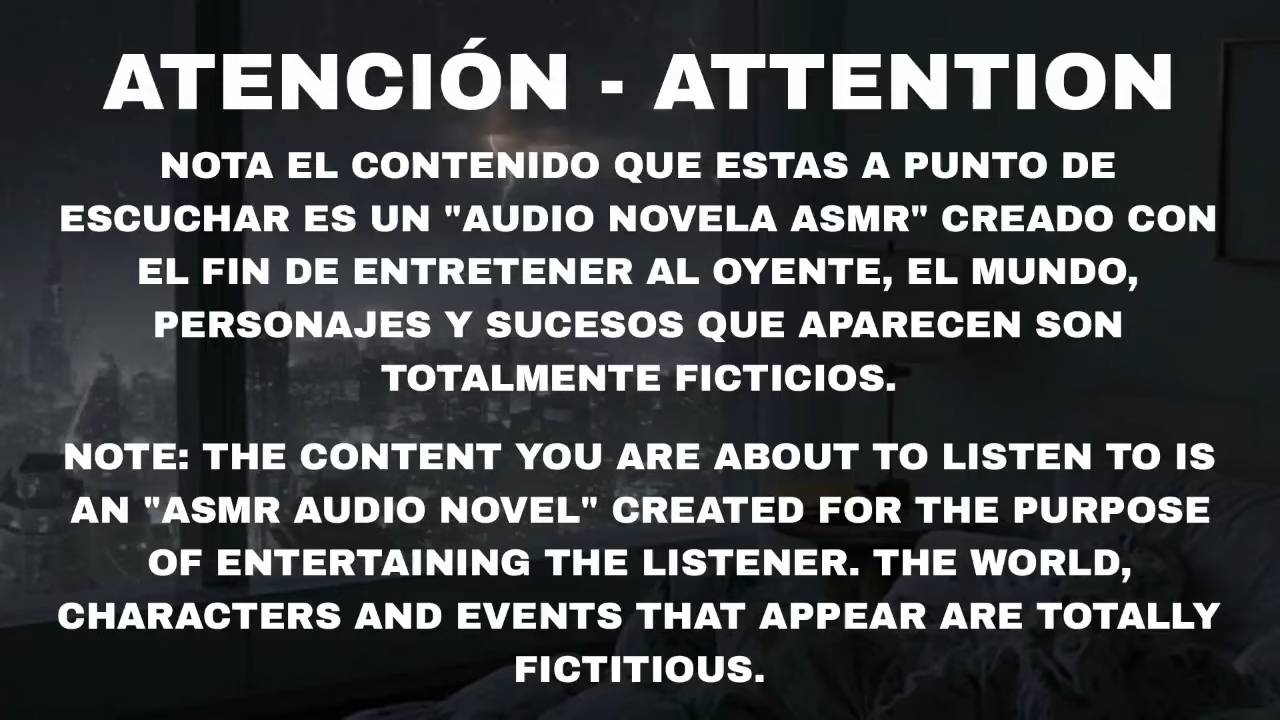 ATENCIÓN - ATTENTION
NOTA EL CONTENIDO QUE ESTAS A PUNTO DE
ESCUCHAR ES UN "AUDIO NOVELA ASMR" CREADO CON
EL FIN DE ENTRETENER AL OYENTE, EL MUNDO,
PERSONAJES Y SUCESOS QUE APARECEN SON
TOTALMENTE FICTICIOS.
NOTE: THE CONTENT YOU ARE ABOUT TO LISTEN TO IS
AN "ASMR AUDIO NOVEL" CREATED FOR THE PURPOSE
OF ENTERTAINING THE LISTENER. THE WORLD,
CHARACTERS AND EVENTS THAT APPEAR ARE TOTALLY
FICTITIOUS.